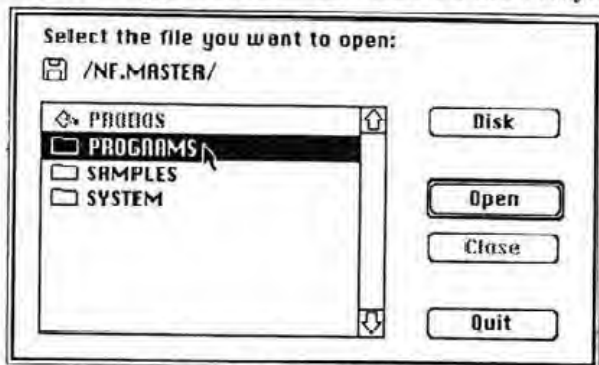 Select the file you want to open:
/NF.MASTER/
PRODOS
Disk
PROGRAMS
SAMPLES
SYSTEM
Open
Close
Quit